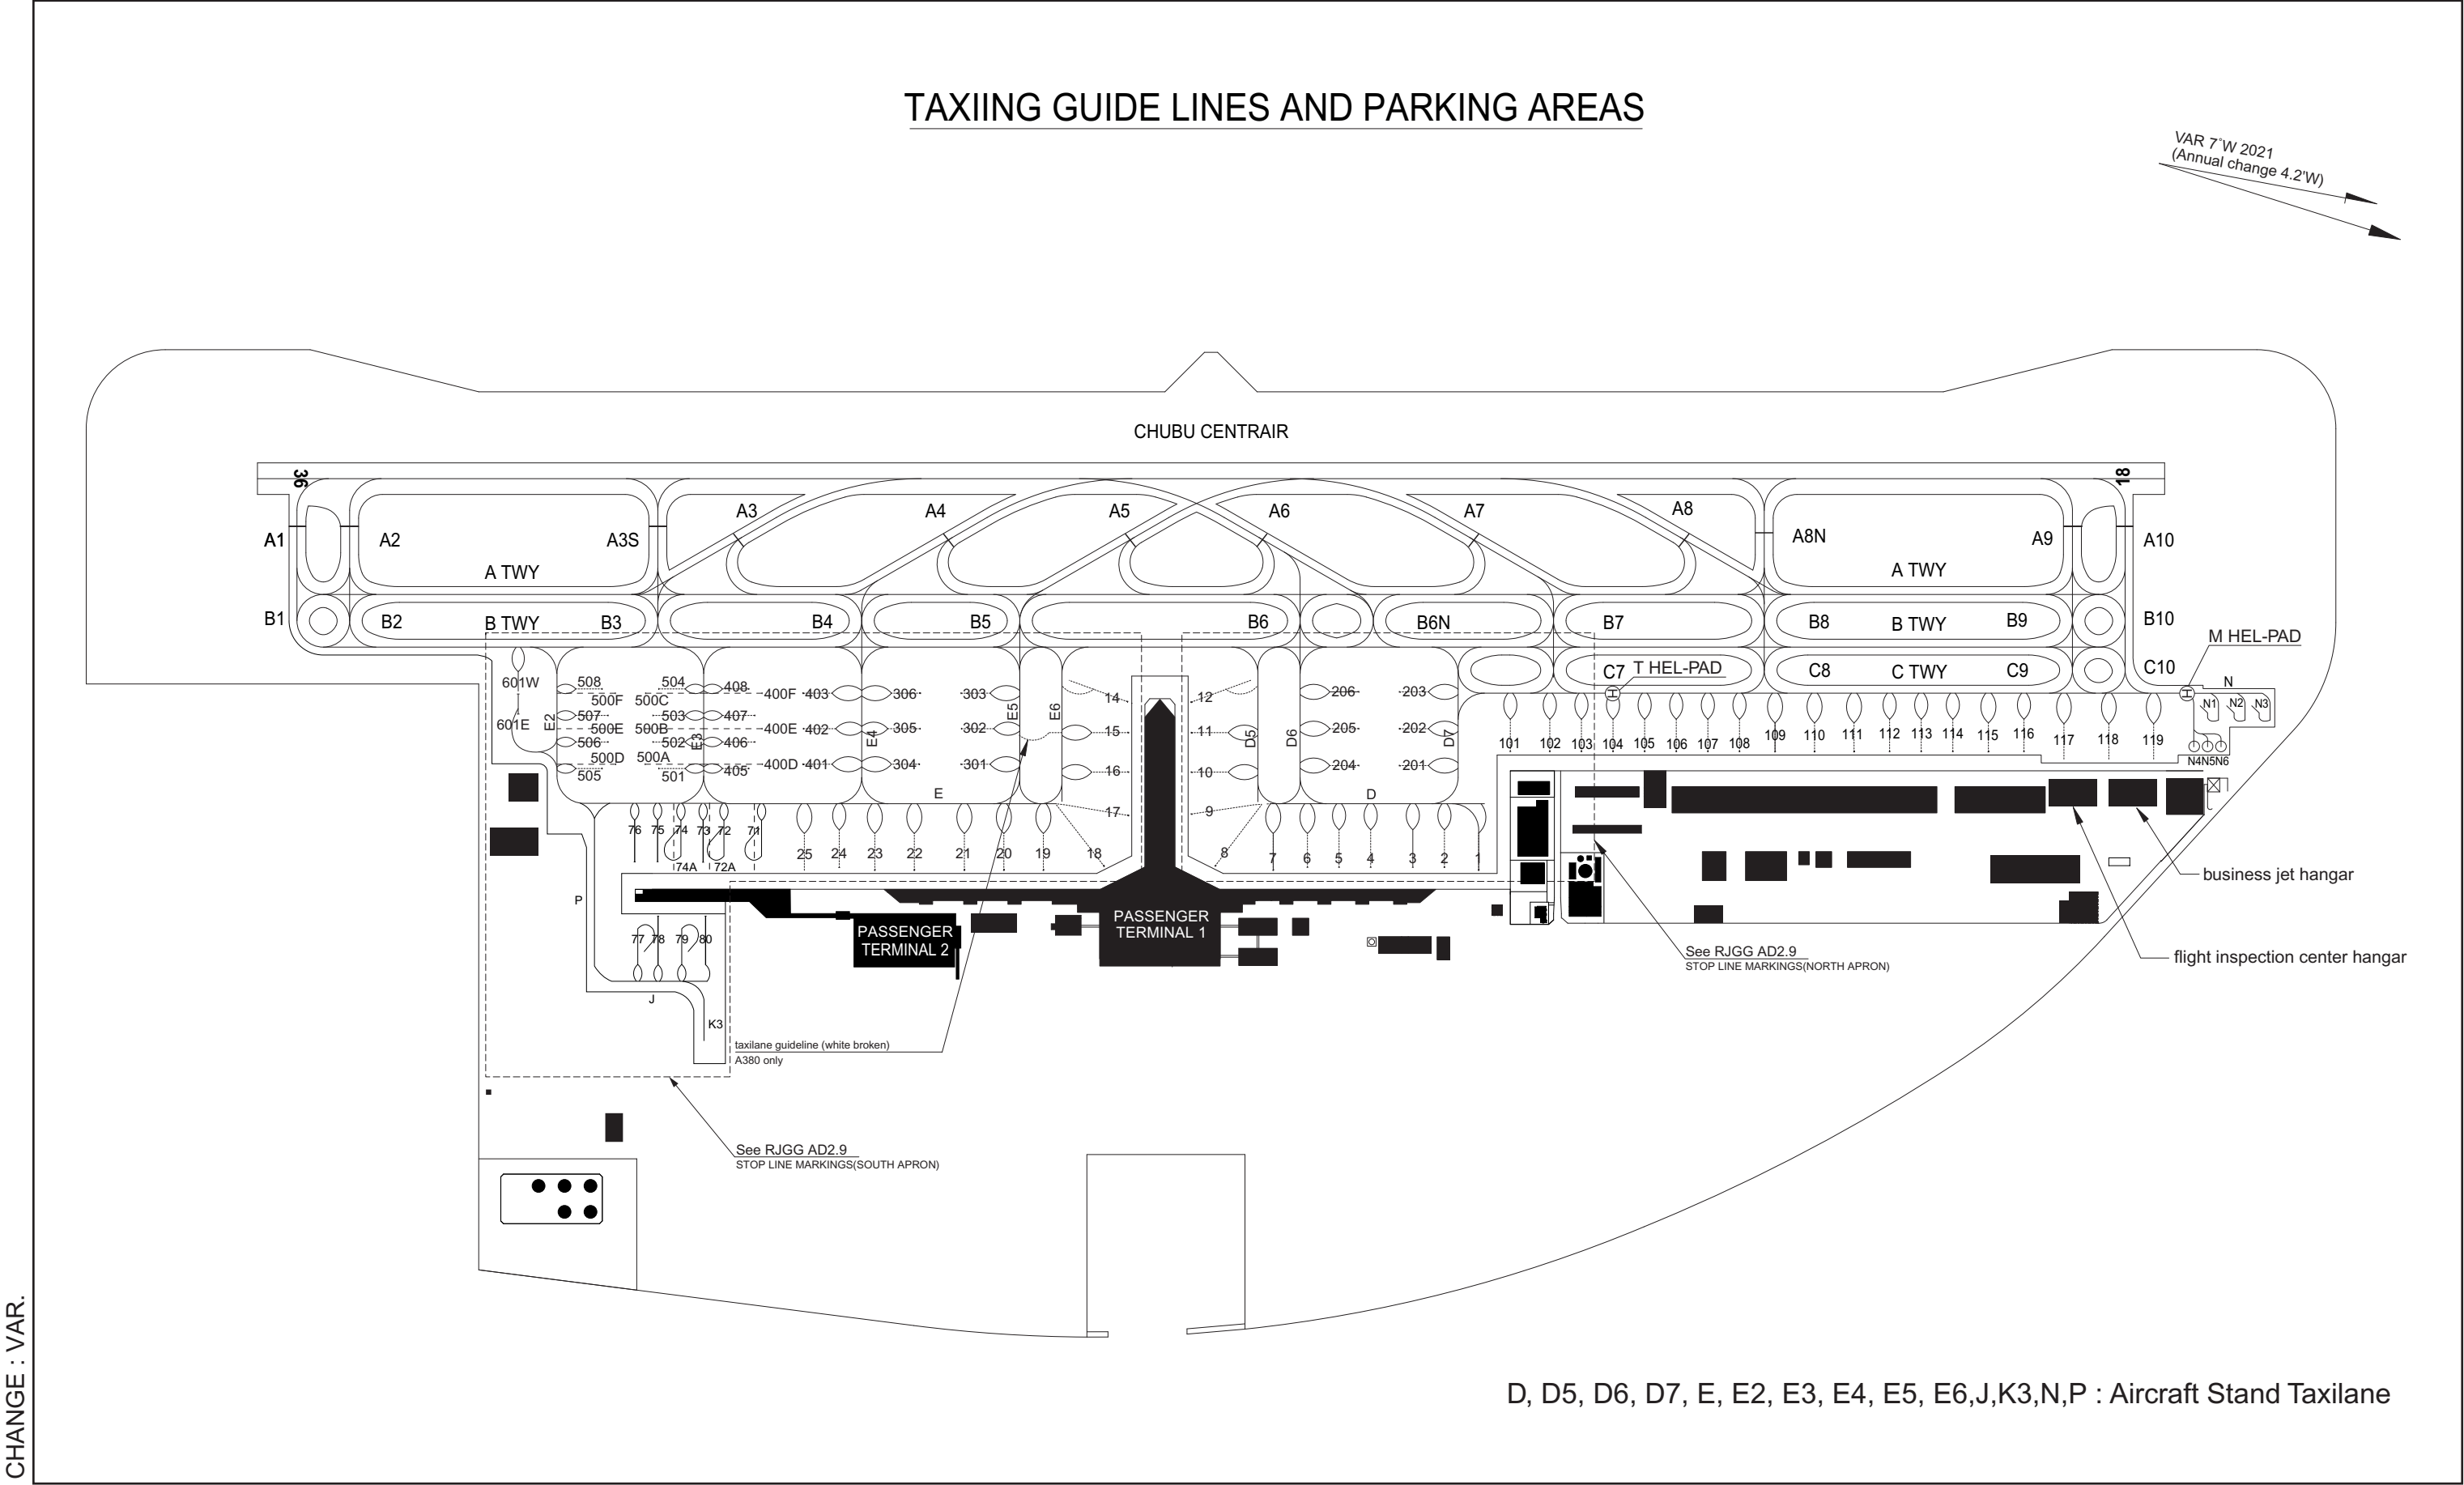 TAXIING GUIDE LINES AND PARKING AREAS
VAR 7°W 2021
(Annual change 4.2'W)
CHUBU CENTRAIR
36
18
A3
A4
A5
A6
A7
A8
A1
A2
A3S
A8N
A9
A10
A TWY
A TWY
B1
B2
B TWY
B3
B4
B5
B6
B6N
B7
B8
B TWY
B9
B10
M HEL-PAD
C7
T HEL-PAD
C8
C TWY
C9
C10
N
601W
508
504
408
400F
403
306
303
14
12
206
203
500F
500C
N1
N2
N3
601E
E2
507
503
407
E5
E6
500E
500B
400E
402
305
302
15
11
205
202
506
502
E3
406
E4
D5
D6
D7
101
102
103
104
105
106
107
108
109
110
111
112
113
114
115
116
117
118
119
500D
500A
400D
401
304
301
16
10
204
201
505
501
405
N4N5N6
E
D
17
9
76
75
74
73
72
71
25
24
23
22
21
20
19
18
8
7
6
5
4
3
2
1
74A
72A
P
business jet hangar
PASSENGER
TERMINAL 1
PASSENGER
TERMINAL 2
77
78
79
80
See RJGG AD2.9
STOP LINE MARKINGS(NORTH APRON)
flight inspection center hangar
J
K3
taxilane guideline (white broken)
A380 only
See RJGG AD2.9
STOP LINE MARKINGS(SOUTH APRON)
D, D5, D6, D7, E, E2, E3, E4, E5, E6,J,K3,N,P : Aircraft Stand Taxilane
CHANGE : VAR.